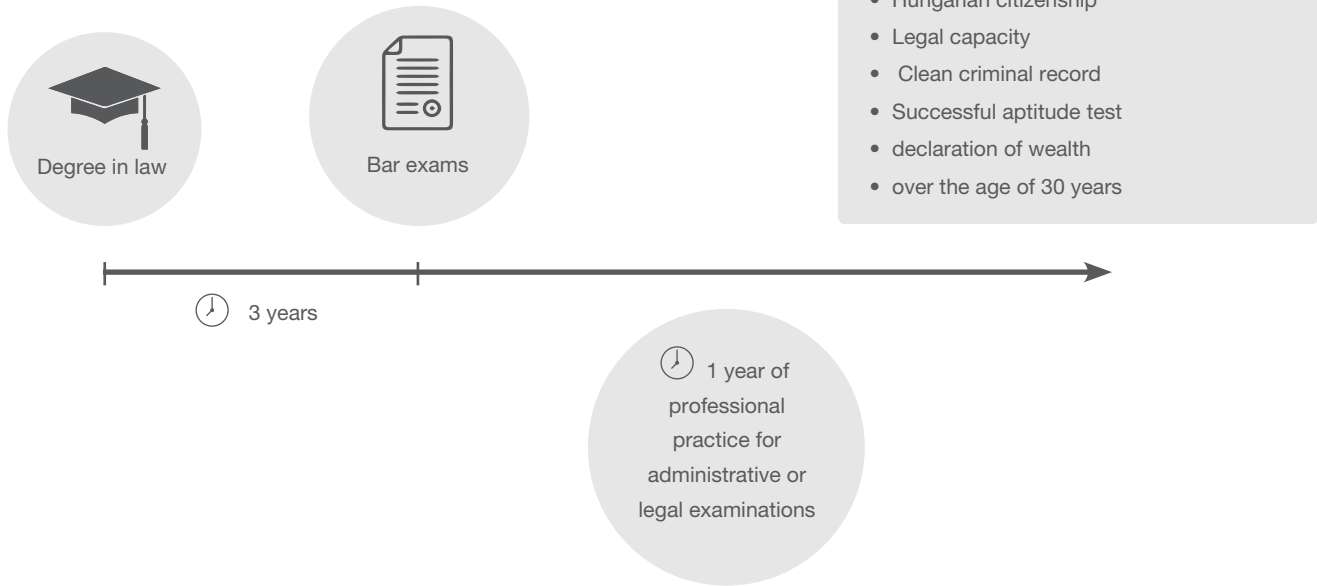 Hungarian citizenship
• Legal capacity
• Clean criminal record
• Successful aptitude test
• declaration of wealth
• over the age of 30 years
Degree in law
Bar exams
3 years
1 year of
professional
practice for
administrative or
legal examinations